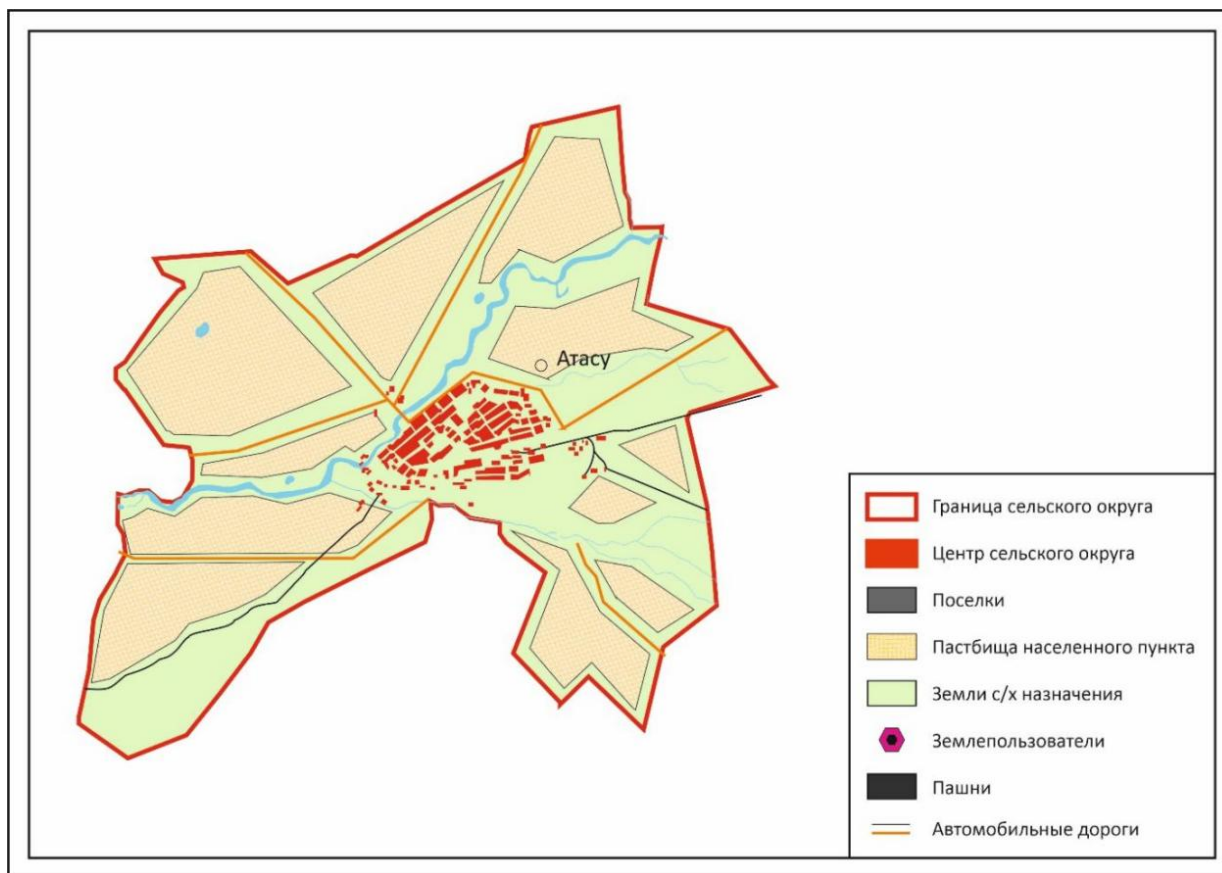 Атасу
Граница сельского округа
Центр сельского округа
Поселки
Пастбища населенного пункта
Земли с/х назначения
Землепользователи
Пашни
Автомобильные дороги